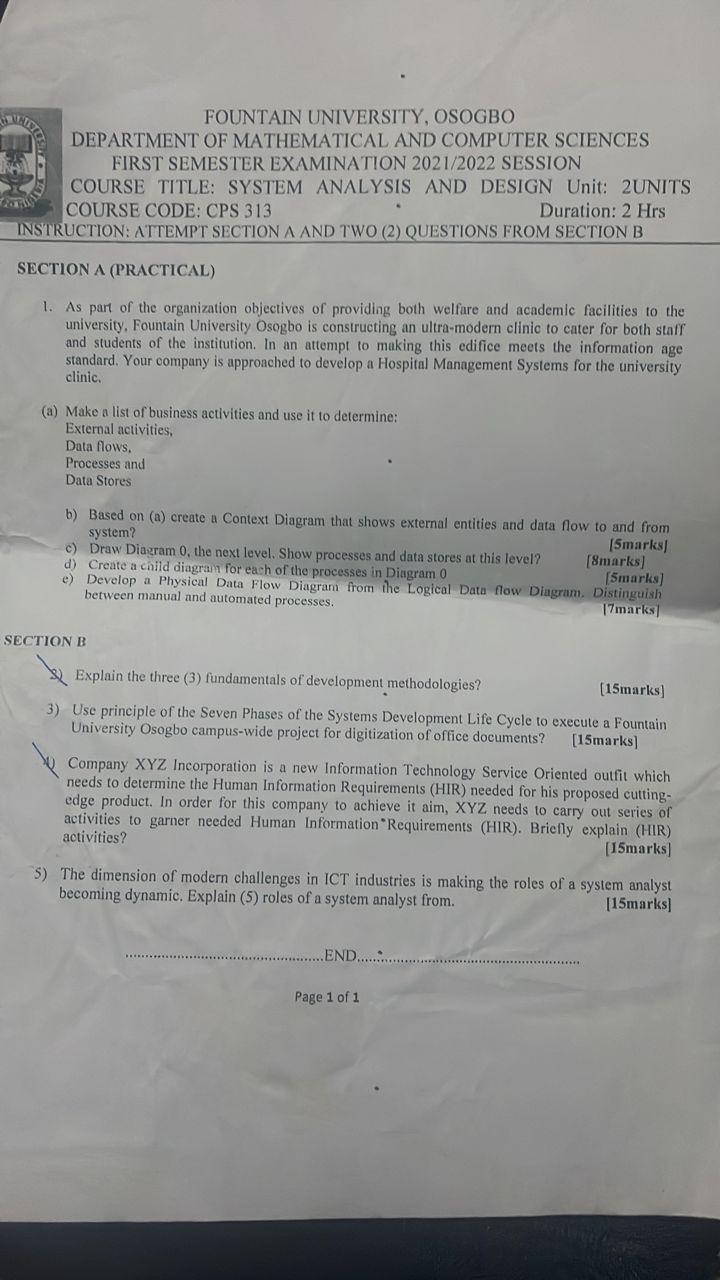 FOUNTAIN UNIVERSITY, OSOGBO
DEPARTMENT OF MATHEMATICAL AND COMPUTER SCIENCES
FIRST SEMESTER EXAMINATION 2021/2022 SESSION
COURSE TITLE: SYSTEM ANALYSIS AND DESIGN Unit: 2UNITS
COURSE CODE: CPS 313 Duration: 2 Hrs
INSTRUCTION: ATTEMPT SECTION A AND TWO (2) QUESTIONS FROM SECTION B
SECTION A (PRACTICAL)
1. As part of the organization objectives of providing both welfare and academic facilities to the
university, Fountain University Osogbo is constructing an ultra-modern clinic to cater for both staff
and students of the institution. In an attempt to making this edifice meets the information age
standard. Your company is approached to develop a Hospital Management Systems for the university
clinic.
(a) Make a list of business activities and use it to determine:
External activities,
Data flows,
Processes and
Data Stores
b) Based on (a) create a Context Diagram that shows external entities and data flow to and from
system? [5marks]
c) Draw Diagram 0, the next level. Show processes and data stores at this level? [8marks]
d) Create a child diagram for each of the processes in Diagram 0 [5marks]
e) Develop a Physical Data Flow Diagram from the Logical Data flow Diagram. Distinguish
between manual and automated processes. [7marks]
SECTION B
2) Explain the three (3) fundamentals of development methodologies? [15marks]
3) Use principle of the Seven Phases of the Systems Development Life Cycle to execute a Fountain
University Osogbo campus-wide project for digitization of office documents? [15marks]
4) Company XYZ Incorporation is a new Information Technology Service Oriented outfit which
needs to determine the Human Information Requirements (HIR) needed for his proposed cutting-
edge product. In order for this company to achieve it aim, XYZ needs to carry out series of
activities to garner needed Human Information Requirements (HIR). Briefly explain (HIR)
activities? [15marks]
5) The dimension of modern challenges in ICT industries is making the roles of a system analyst
becoming dynamic. Explain (5) roles of a system analyst from. [15marks]
................................................END......................................................
Page 1 of 1